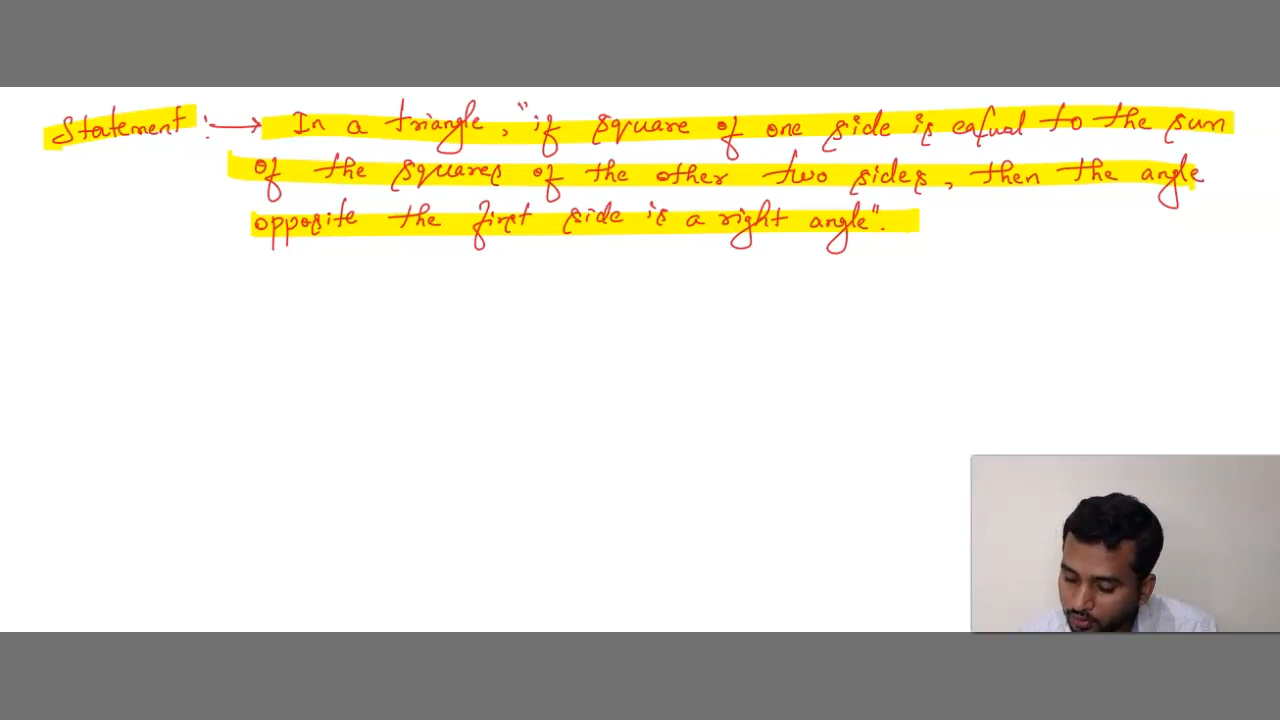 Statement :→ In a triangle, "if square of one side is eqfual to the sum
of the squares of the other two sides, then the angle
opposite the first side is a right angle".